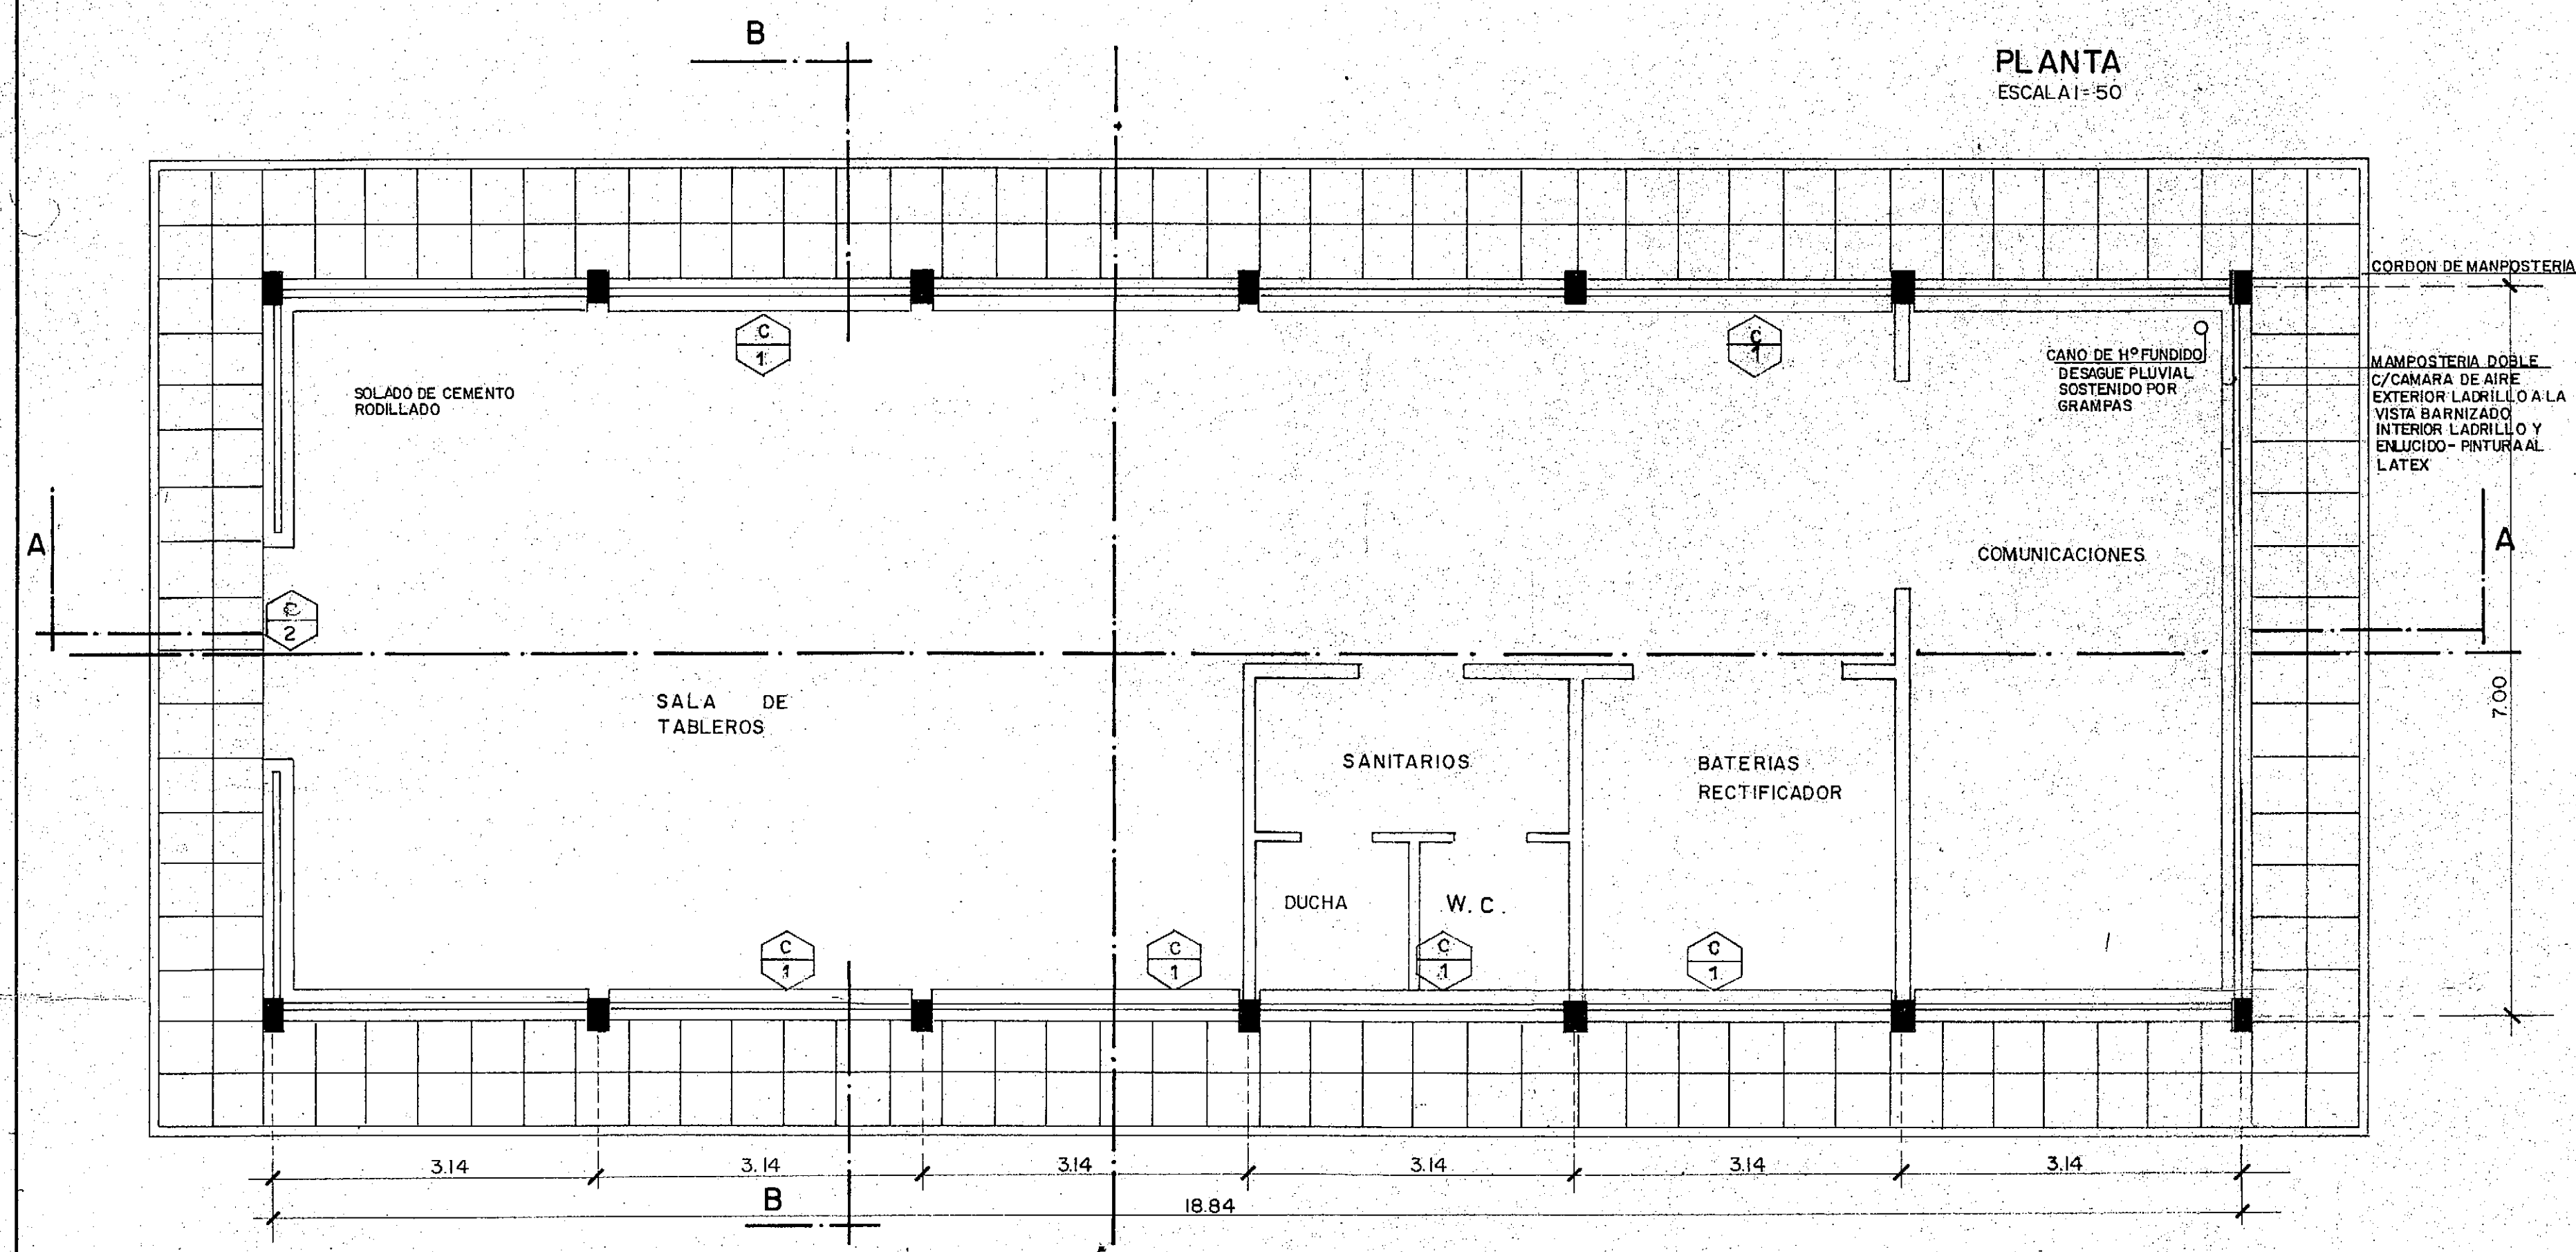 B
PLANTA
ESCALA 1=50
CORDON DE MANPOSTERIA
C
1
C
1
CAÑO DE Hº FUNDIDO
DESAGUE PLUVIAL
SOSTENIDO POR
GRAMPAS
MAMPOSTERIA DOBLE
C/CAMARA DE AIRE
EXTERIOR LADRILLO A LA
VISTA BARNIZADO
INTERIOR LADRILLO Y
ENLUCIDO - PINTURA AL
LATEX
SOLADO DE CEMENTO
RODILLADO
A
COMUNICACIONES
A
C
2
SALA DE
TABLEROS
7.00
SANITARIOS
BATERIAS
RECTIFICADOR
DUCHA
W.C.
C
1
C
1
C
1
C
1
3.14
3.14
3.14
3.14
3.14
3.14
B
18.84